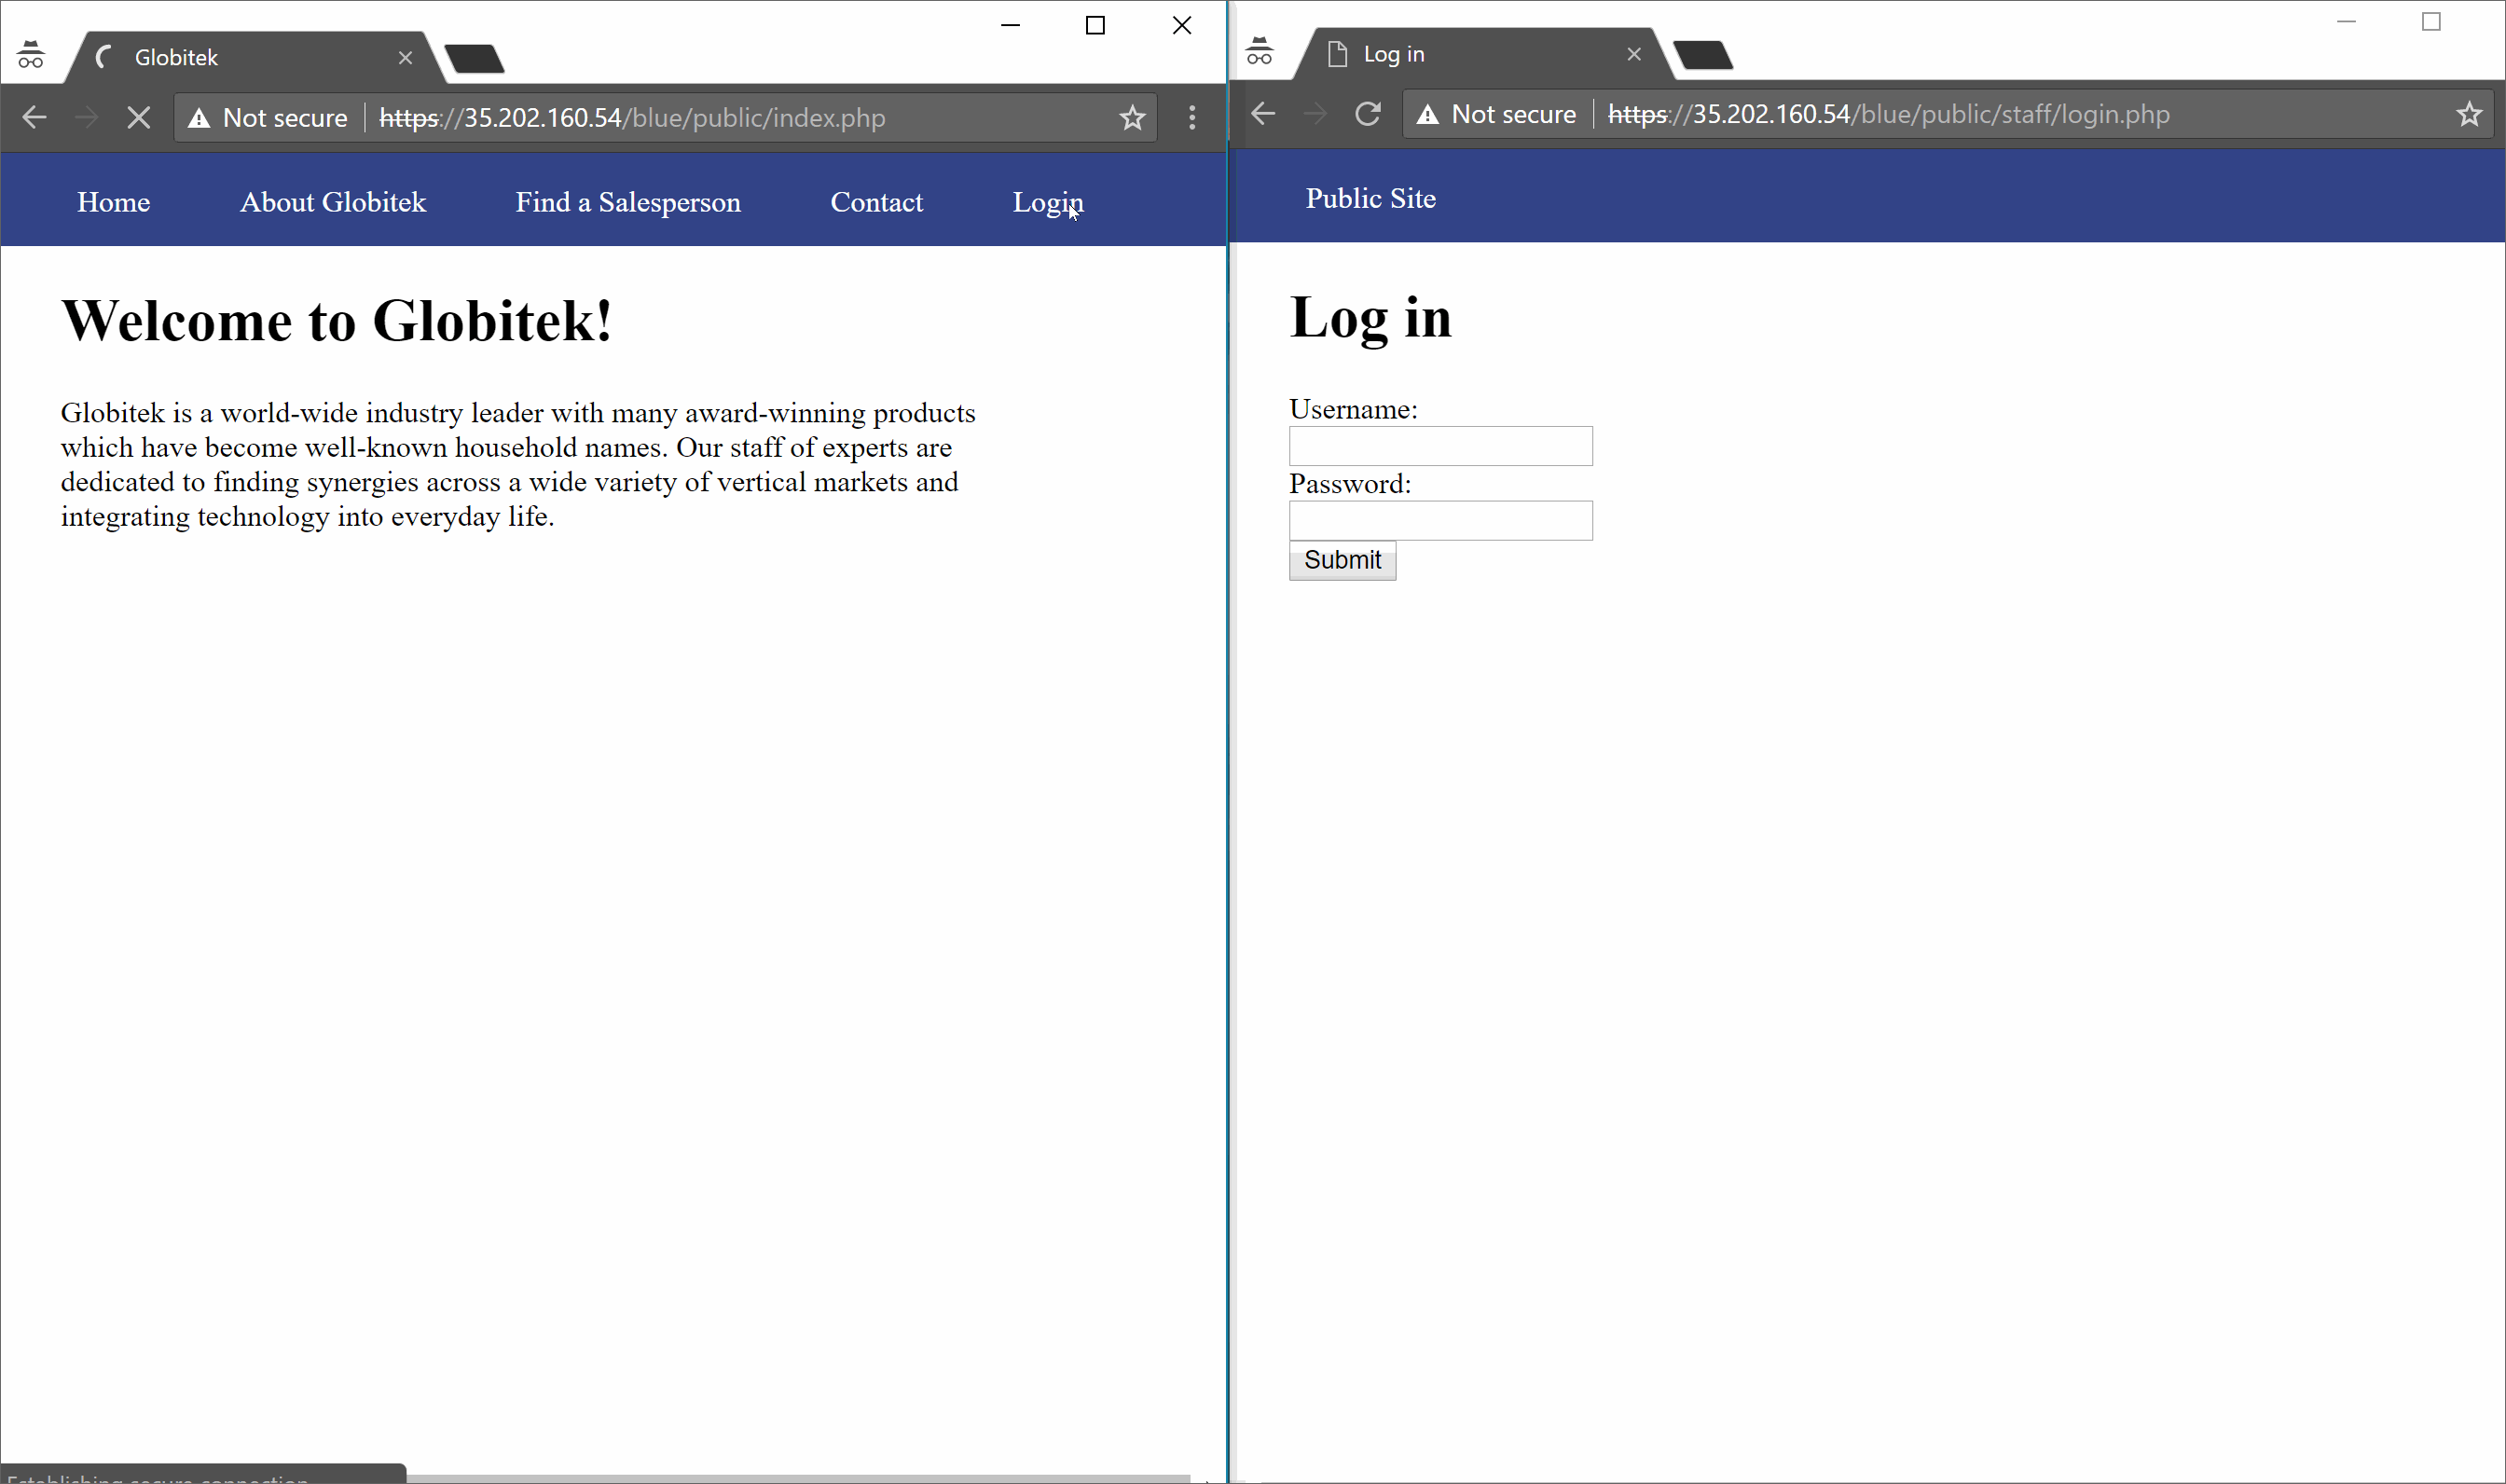 Globitek
Not secure
https://35.202.160.54/blue/public/index.php
Home
About Globitek
Find a Salesperson
Contact
Login
Welcome to Globitek!
Globitek is a world-wide industry leader with many award-winning products
which have become well-known household names. Our staff of experts are
dedicated to finding synergies across a wide variety of vertical markets and
integrating technology into everyday life.
Establishing secure connection
Log in
Not secure
https://35.202.160.54/blue/public/staff/login.php
Public Site
Log in
Username:
Password:
Submit